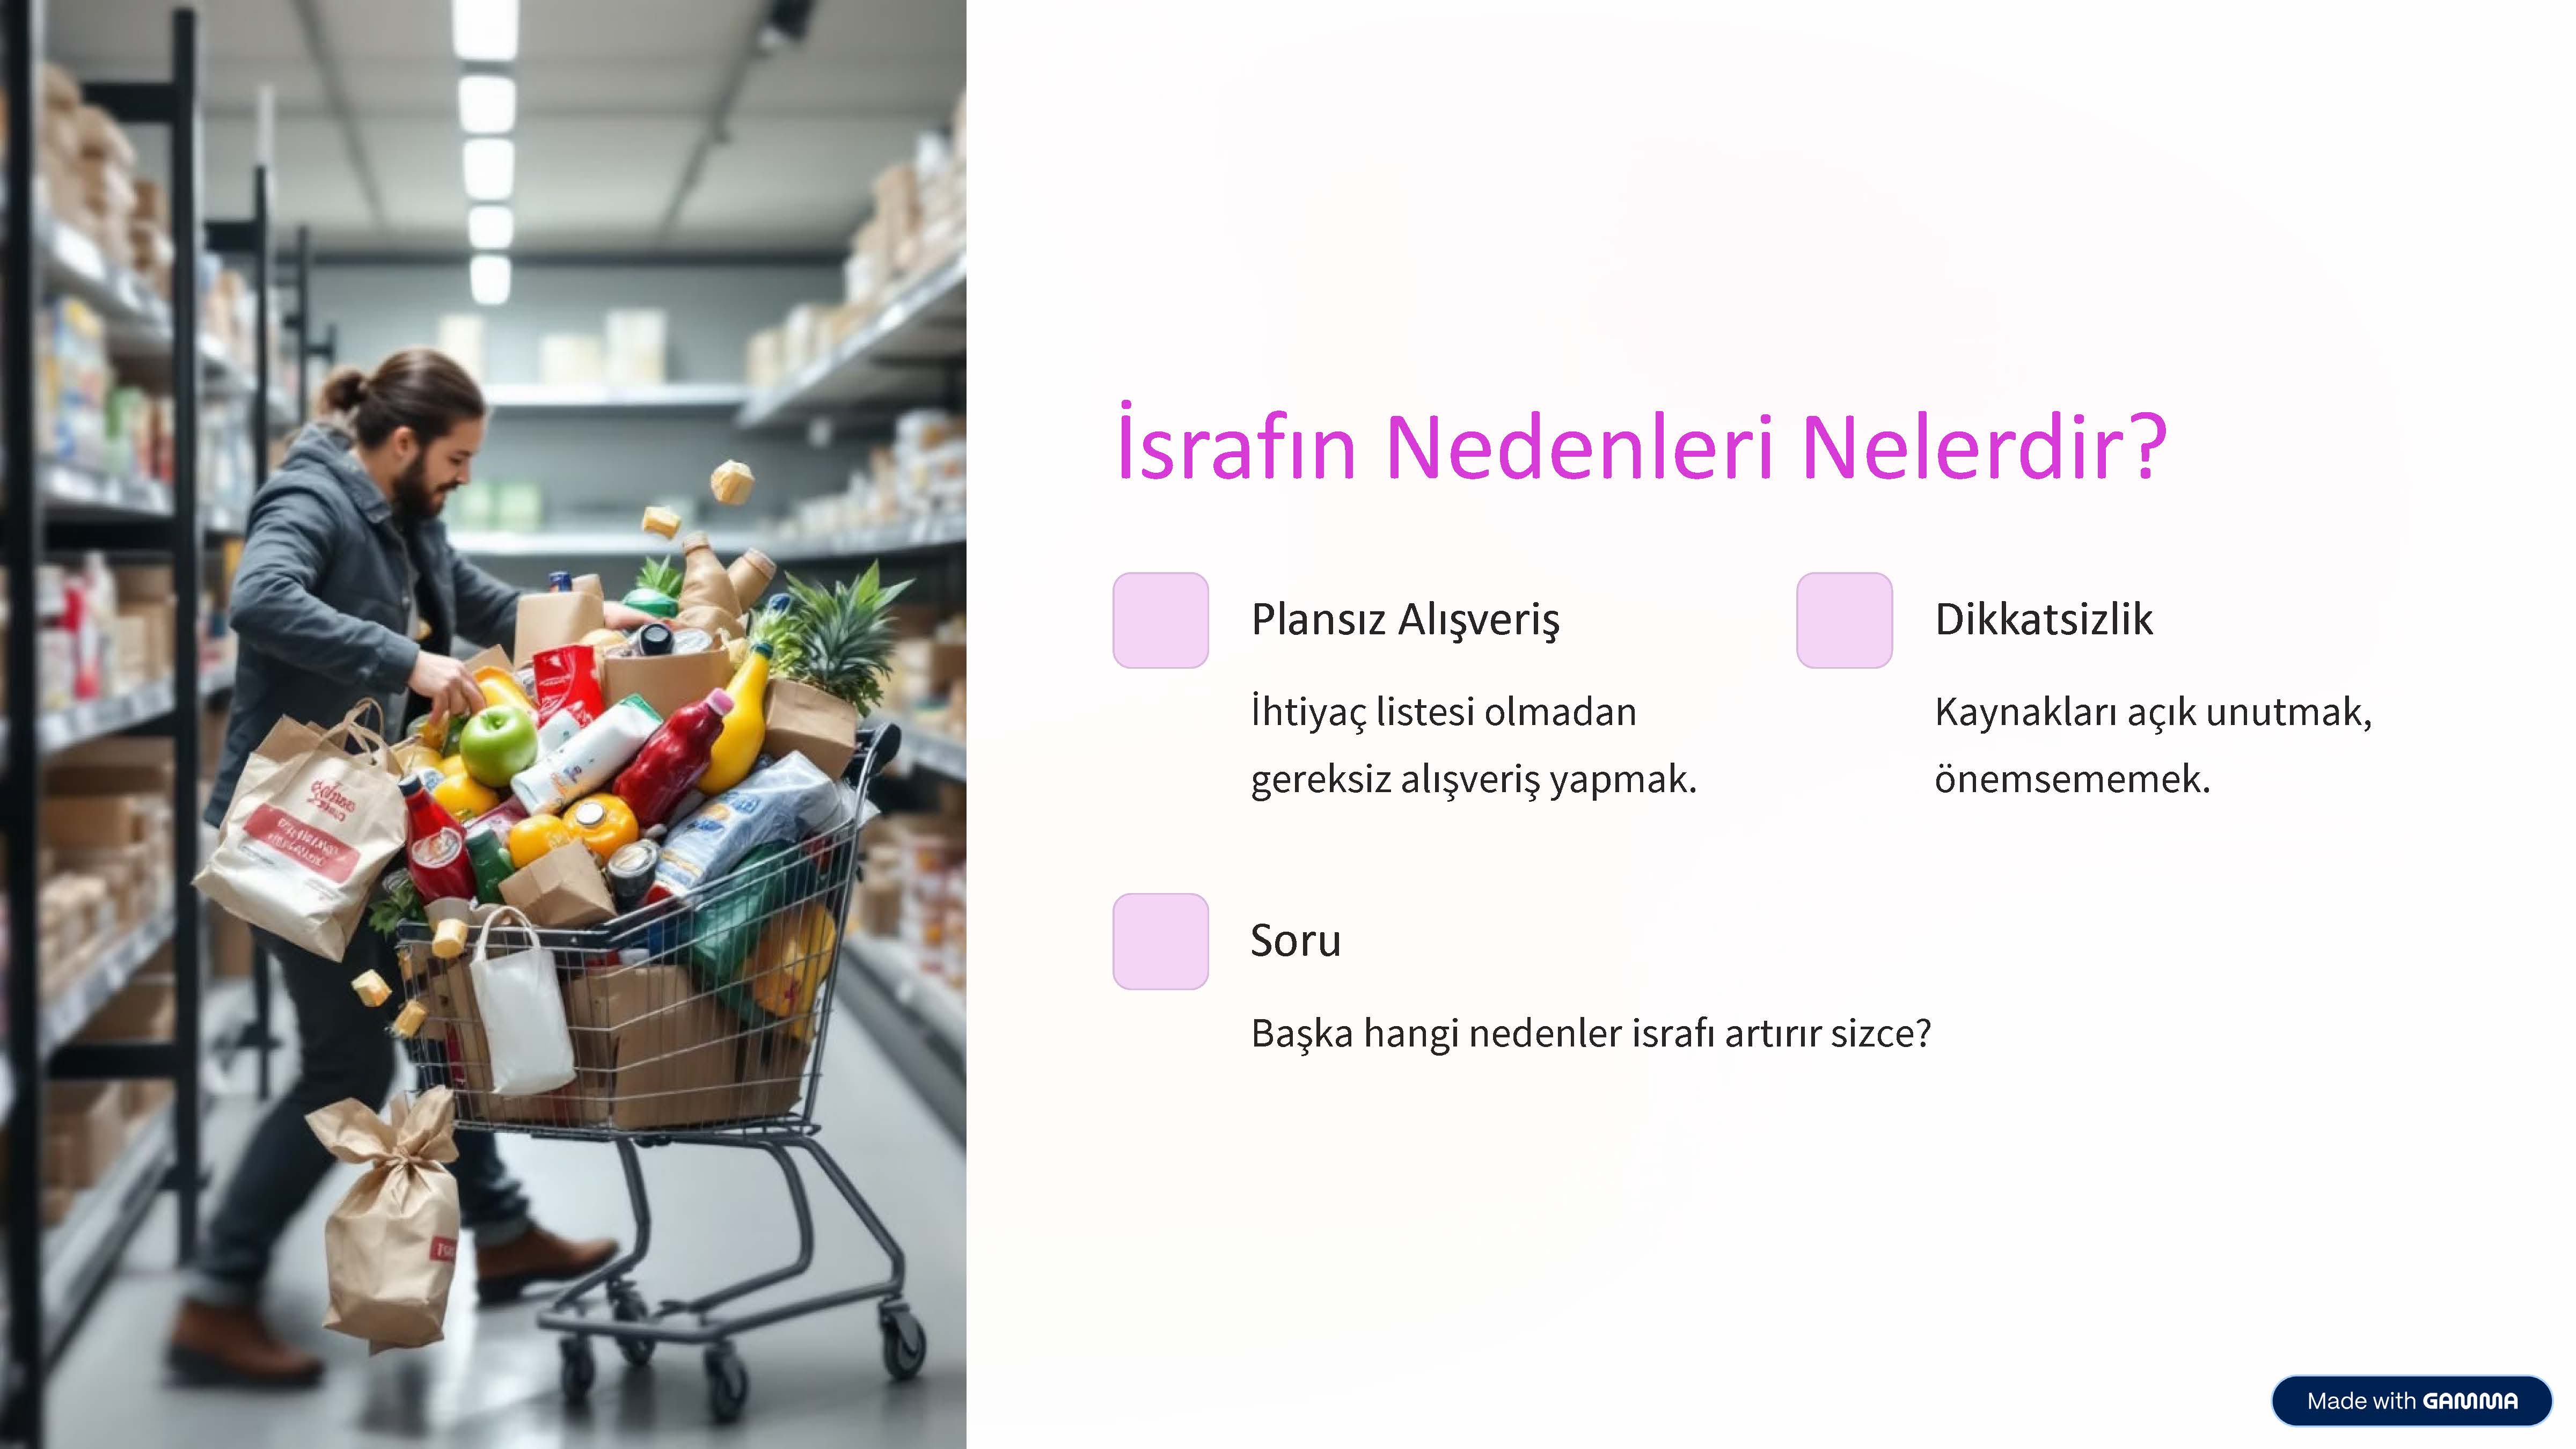 İsrafın Nedenleri Nelerdir?
Plansız Alışveriş
İhtiyaç listesi olmadan
gereksiz alışveriş yapmak.
Dikkatsizlik
Kaynakları açık unutmak,
önemsememek.
Soru
Başka hangi nedenler israfı artırır sizce?
Made with GAMMA